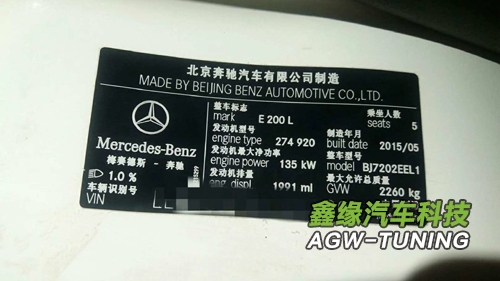 北京奔驰汽车有限公司制造
MADE BY BEIJING BENZ AUTOMOTIVE CO.,LTD.
整车标志 乘坐人数
mark E 200 L seats 5
发动机型号 制造年月
engine type 274 920 built date 2015/05
发动机最大净功率 型号
engine power 135 kW model BJ7202EEL1
发动机排量 最大允许总质量
eng. displ 1991 ml GVW 2260 kg
Mercedes-Benz
梅赛德斯-奔驰
1.0 %
车辆识别号
VIN LE
鑫缘汽车科技
AGW-TUNING